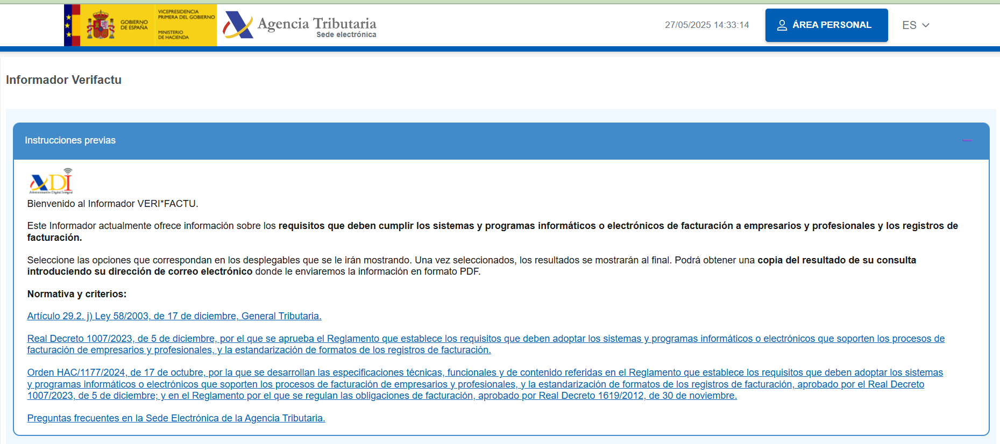 GOBIERNO
DE ESPAÑA
VICEPRESIDENCIA
PRIMERA DEL GOBIERNO
MINISTERIO
DE HACIENDA
Agencia Tributaria
Sede electrónica
27/05/2025 14:33:14
ÁREA PERSONAL
ES
Informador Verifactu
Instrucciones previas
ADI
Administración Digital Integral
Bienvenido al Informador VERI*FACTU.
Este Informador actualmente ofrece información sobre los requisitos que deben cumplir los sistemas y programas informáticos o electrónicos de facturación a empresarios y profesionales y los registros de
facturación.
Seleccione las opciones que correspondan en los desplegables que se le irán mostrando. Una vez seleccionados, los resultados se mostrarán al final. Podrá obtener una copia del resultado de su consulta
introduciendo su dirección de correo electrónico donde le enviaremos la información en formato PDF.
Normativa y criterios:
Artículo 29.2. j) Ley 58/2003, de 17 de diciembre, General Tributaria.
Real Decreto 1007/2023, de 5 de diciembre, por el que se aprueba el Reglamento que establece los requisitos que deben adoptar los sistemas y programas informáticos o electrónicos que soporten los procesos de
facturación de empresarios y profesionales, y la estandarización de formatos de los registros de facturación.
Orden HAC/1177/2024, de 17 de octubre, por la que se desarrollan las especificaciones técnicas, funcionales y de contenido referidas en el Reglamento que establece los requisitos que deben adoptar los sistemas
y programas informáticos o electrónicos que soporten los procesos de facturación de empresarios y profesionales, y la estandarización de formatos de los registros de facturación, aprobado por el Real Decreto
1007/2023, de 5 de diciembre; y en el Reglamento por el que se regulan las obligaciones de facturación, aprobado por Real Decreto 1619/2012, de 30 de noviembre.
Preguntas frecuentes en la Sede Electrónica de la Agencia Tributaria.